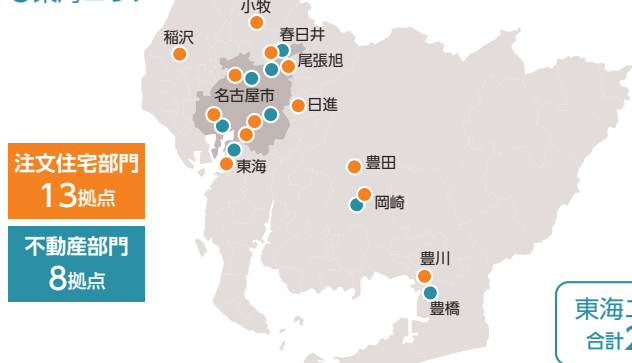 小牧
春日井
稲沢
尾張旭
名古屋市
日進
東海
豊田
岡崎
豊川
豊橋
注文住宅部門
13拠点
不動産部門
8拠点
東海
合計2